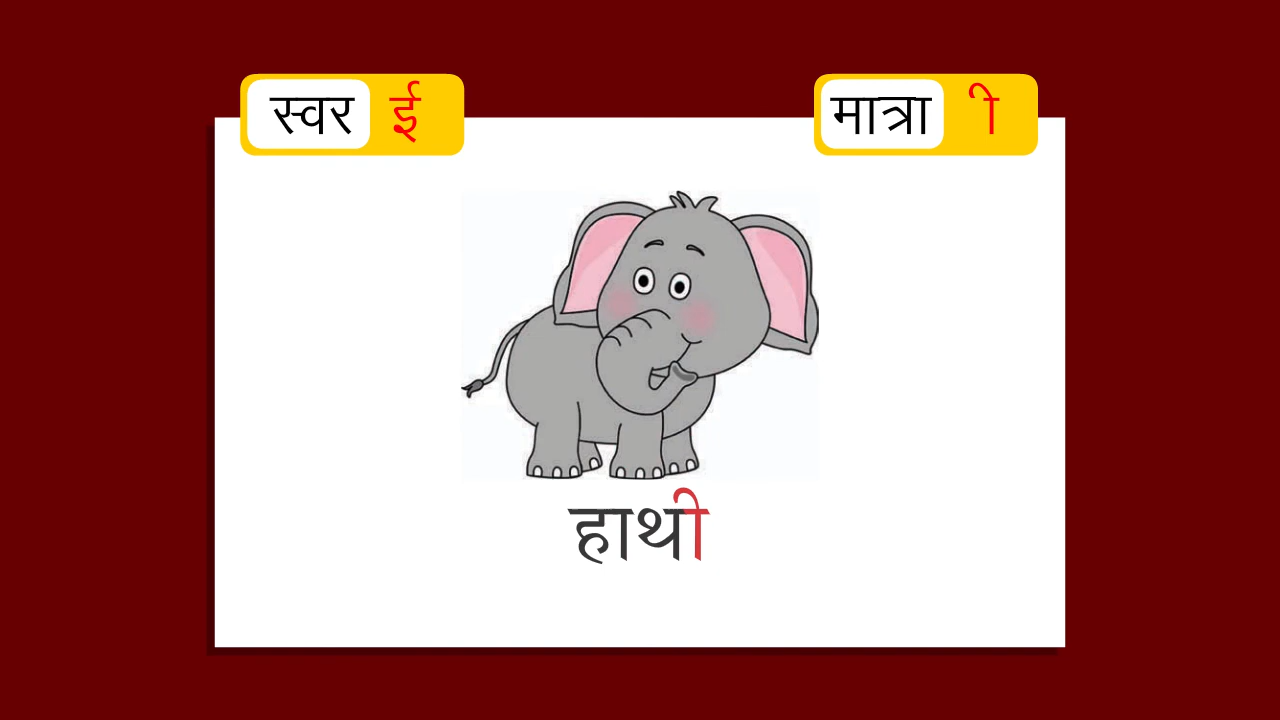 स्वर ई
मात्रा ी
हाथी